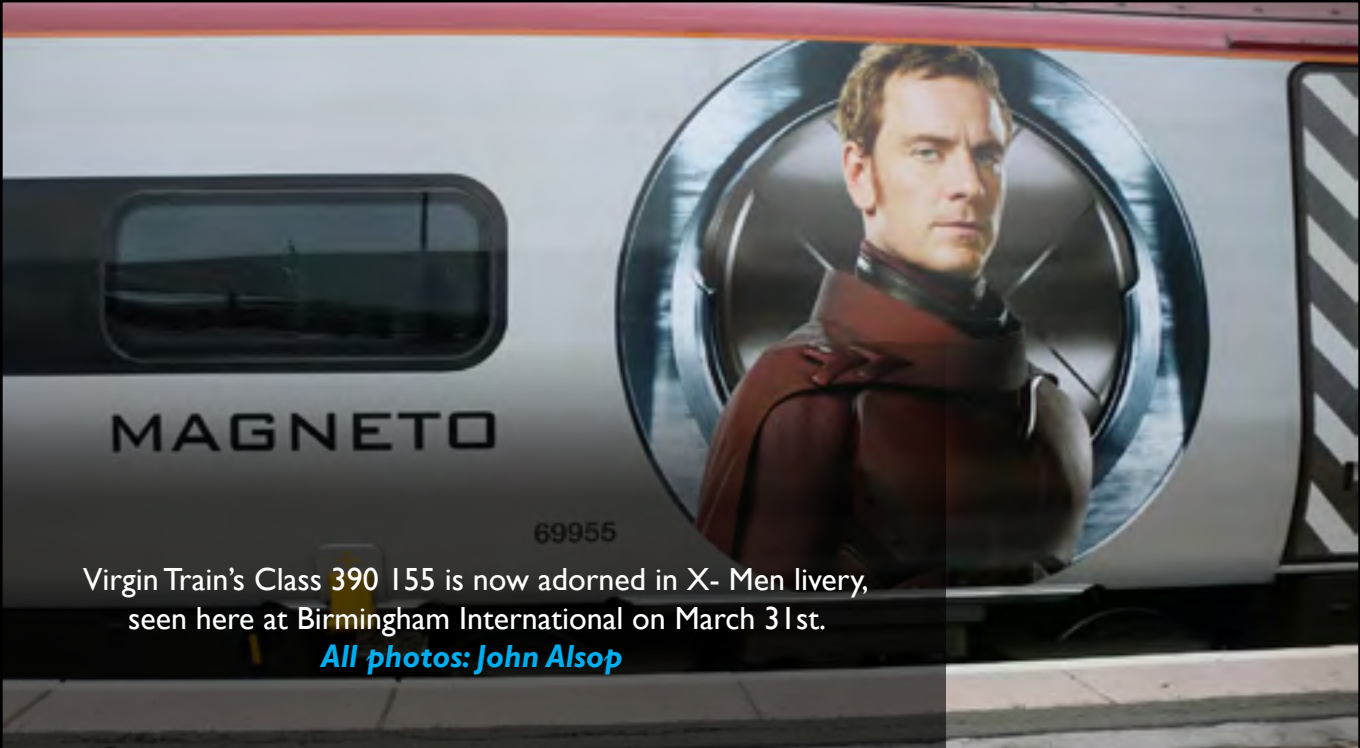 MAGNETO
69955
Virgin Train's Class 390 155 is now adorned in X- Men livery,
seen here at Birmingham International on March 31st.
All photos: John Alsop